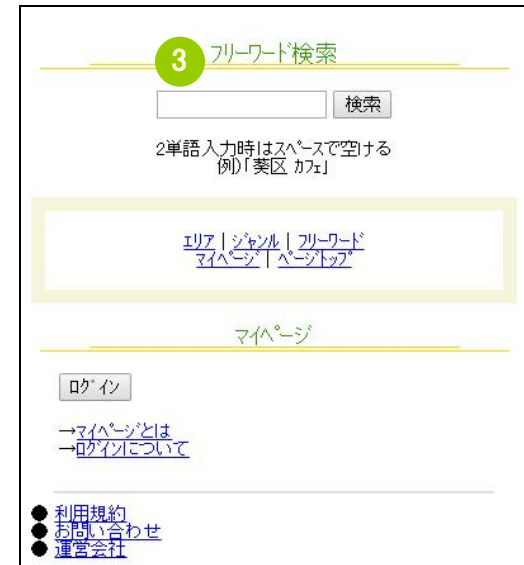 3 フリーワード検索
検索
2単語入力時はスペースで空ける
例)「葵区 カフェ」
エリア | ジャンル | フリーワード
マイページ | ページトップ
マイページ
ログイン
→マイページとは
→ログインについて
● 利用規約
● お問い合わせ
● 運営会社